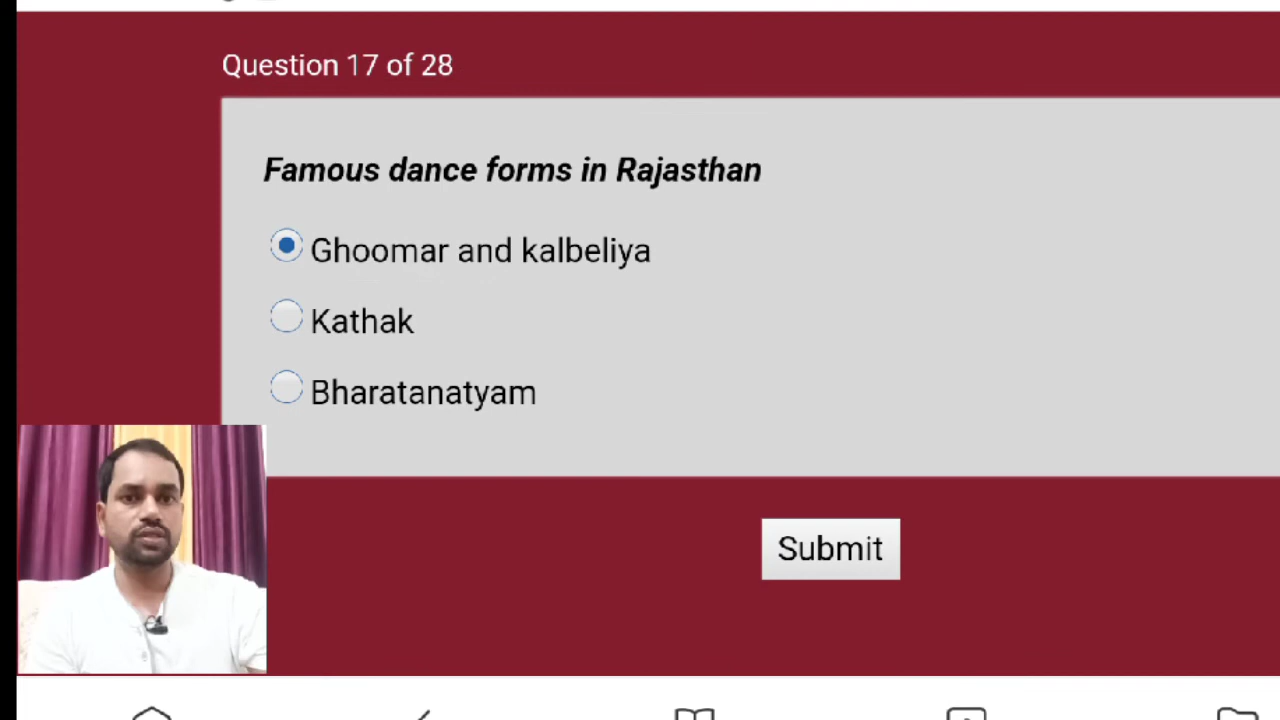 Question 17 of 28
Famous dance forms in Rajasthan
Ghoomar and kalbeliya
Kathak
Bharatanatyam
Submit